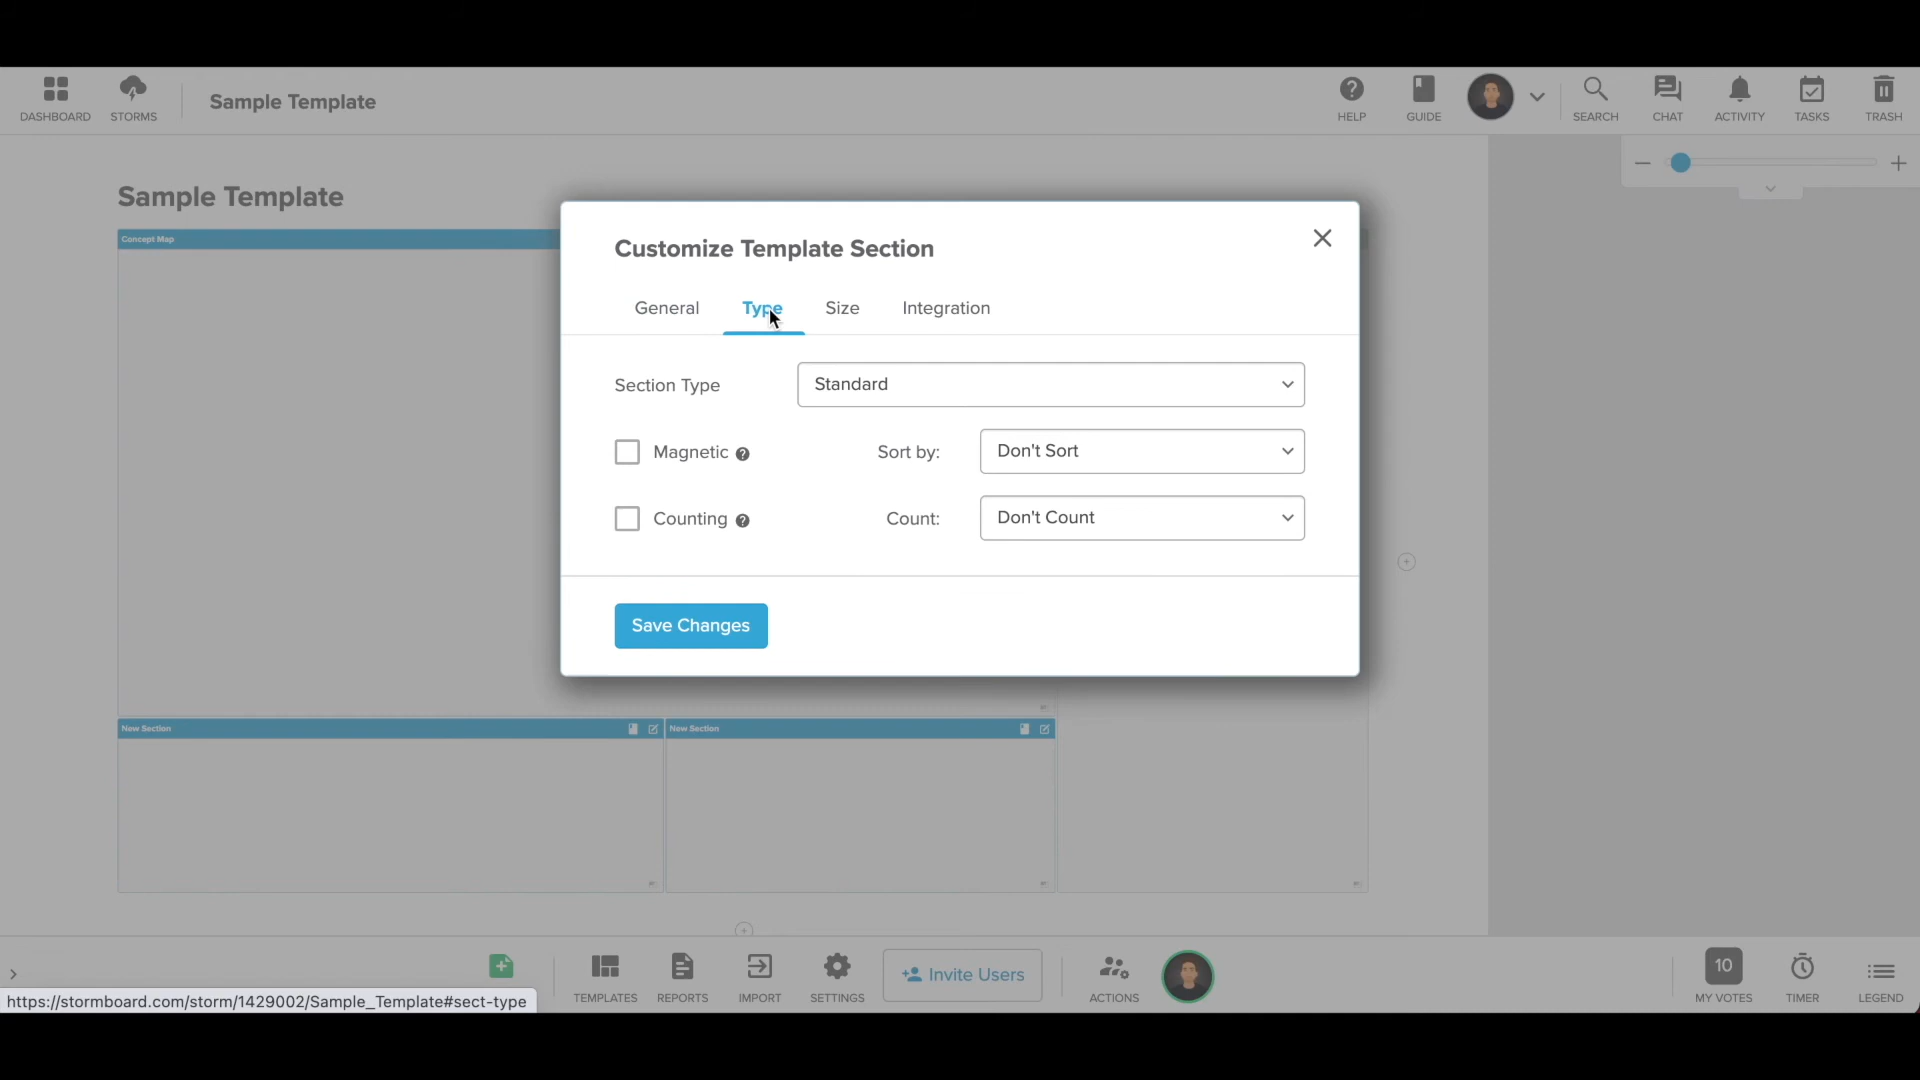 DASHBOARD
STORMS
Sample Template
HELP
GUIDE
SEARCH
CHAT
ACTIVITY
TASKS
TRASH
Sample Template
Concept Map
Customize Template Section
General
Type
Size
Integration
Section Type
Standard
Magnetic
Sort by:
Don't Sort
Counting
Count:
Don't Count
Save Changes
New Section
New Section
TEMPLATES
REPORTS
IMPORT
SETTINGS
Invite Users
ACTIONS
10
MY VOTES
TIMER
LEGEND
https://stormboard.com/storm/1429002/Sample_Template#sect-type